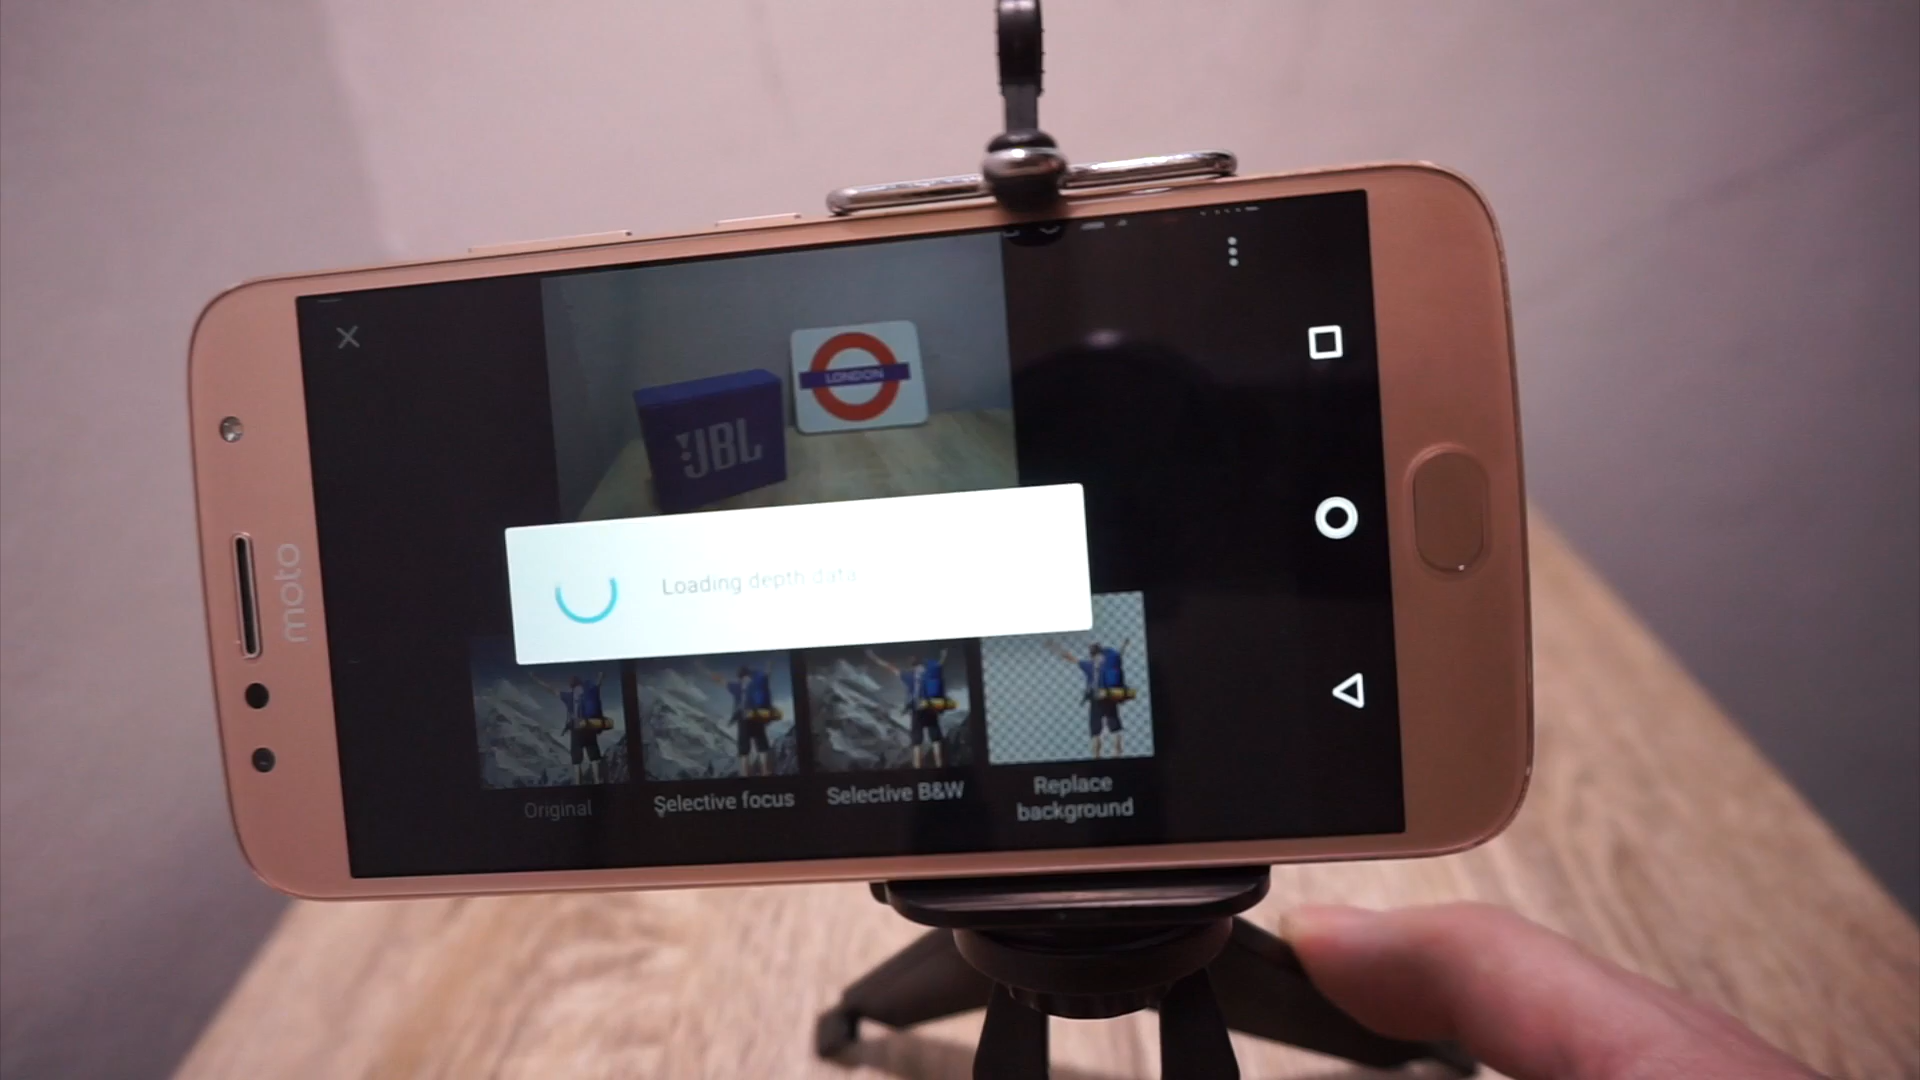 moto
LONDON
JBL
Loading depth data
Original
Selective focus
Selective B&W
Replace
background